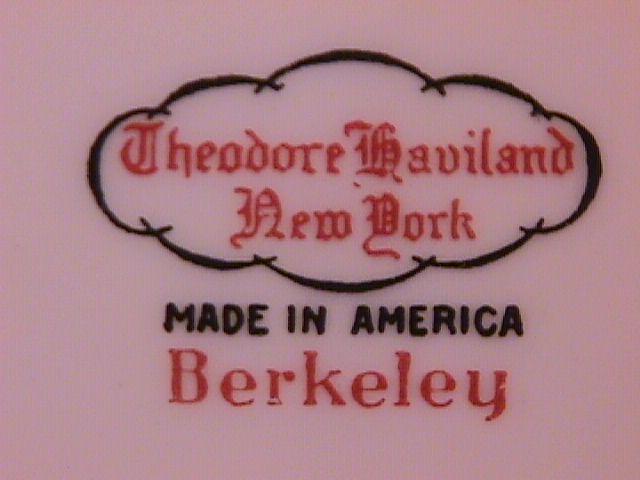 Theodore Haviland
New York
MADE IN AMERICA
Berkeley